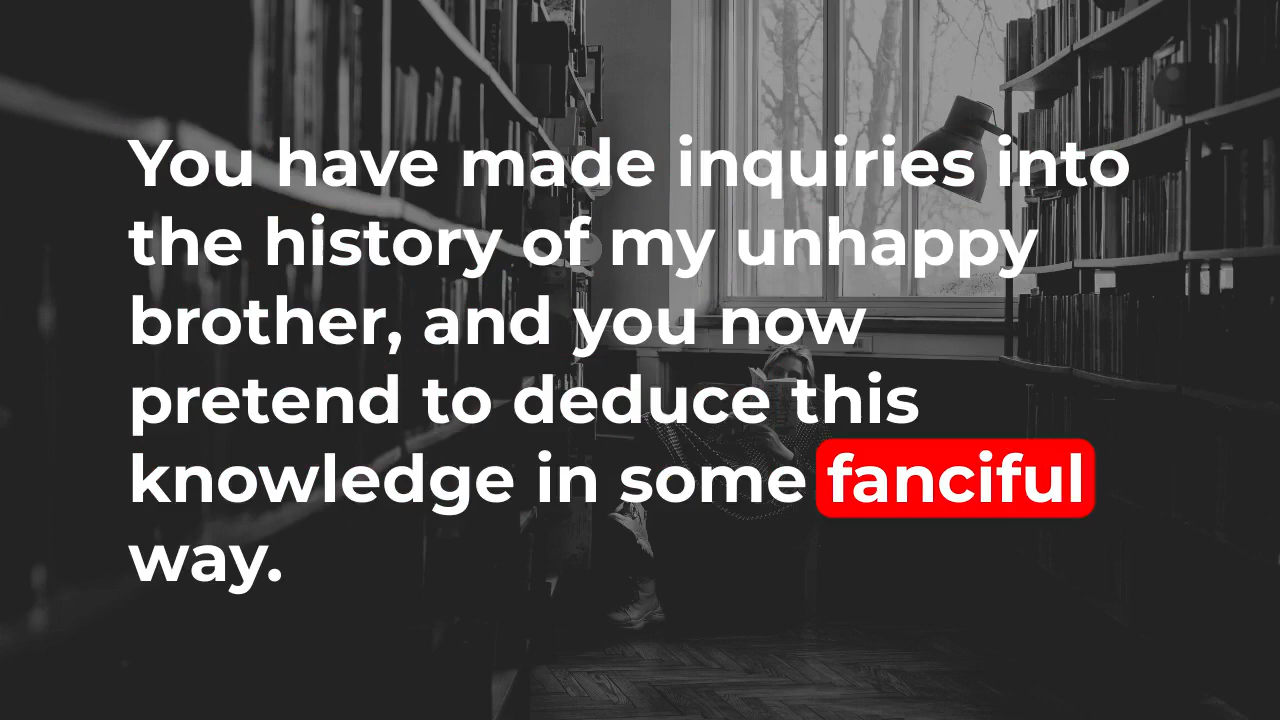 You have made inquiries into
the history of my unhappy
brother, and you now
pretend to deduce this
knowledge in some fanciful
way.